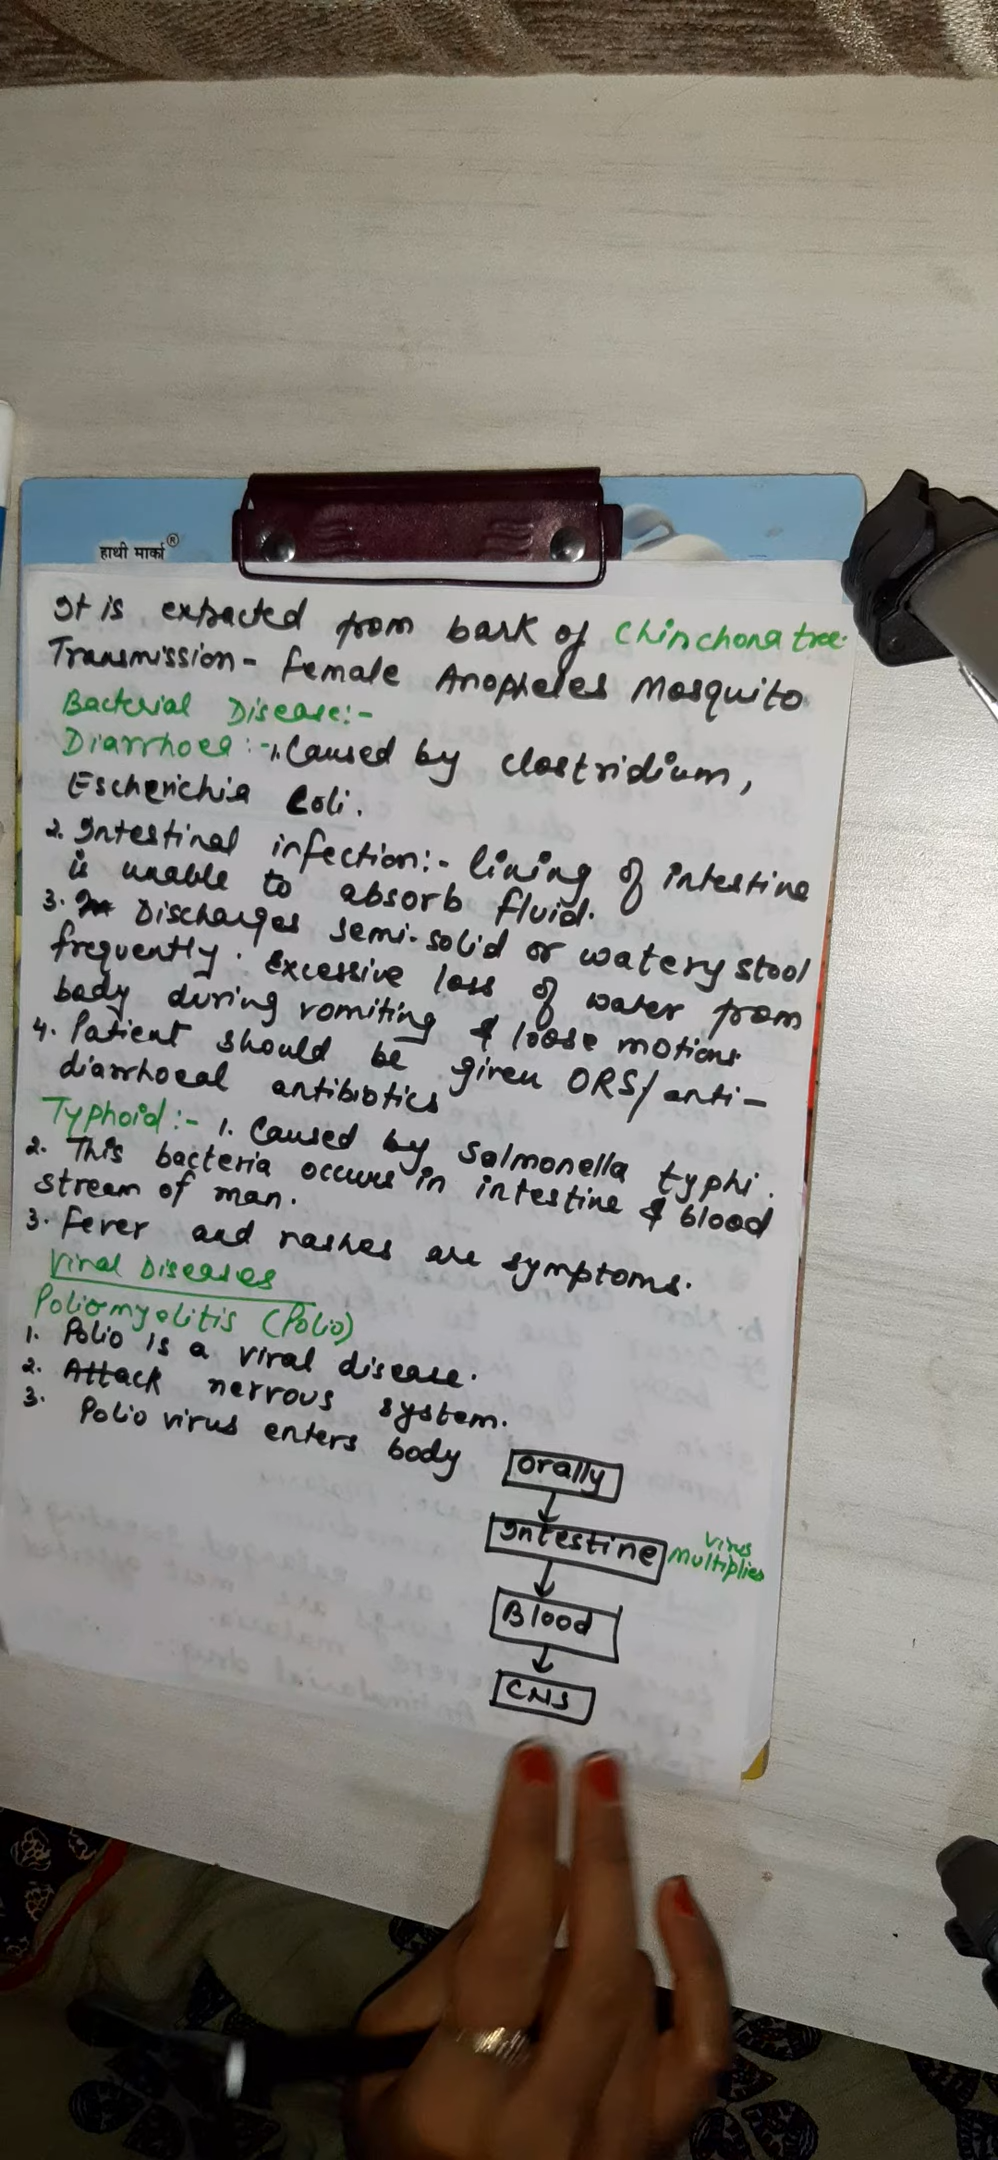 हाथी मार्का®
It is extracted from bark of Chinchona tree.
Transmission- female Anopheles Mosquito
Bacterial Disease:-
Diarrhoea:- 1. Caused by clostridium,
Escherichia Coli.
2. Intestinal infection:- lining of intestine
is unable to absorb fluid.
3. Discharges semi-solid or watery stool
frequently. Excessive loss of water from
body during vomiting & loose motions
4. Patient should be given ORS/anti-
diarrhoeal antibiotics
Typhoid:- 1. Caused by Salmonella typhi.
2. This bacteria occurs in intestine & blood
stream of man.
3. Fever and rashes are symptoms.
Viral Diseases
Poliomyolitis (Polio)
1. Polio is a viral disease.
2. Attack nervous system.
3. Polio virus enters body
Orally
Intestine virus multiplies
Blood
CNS